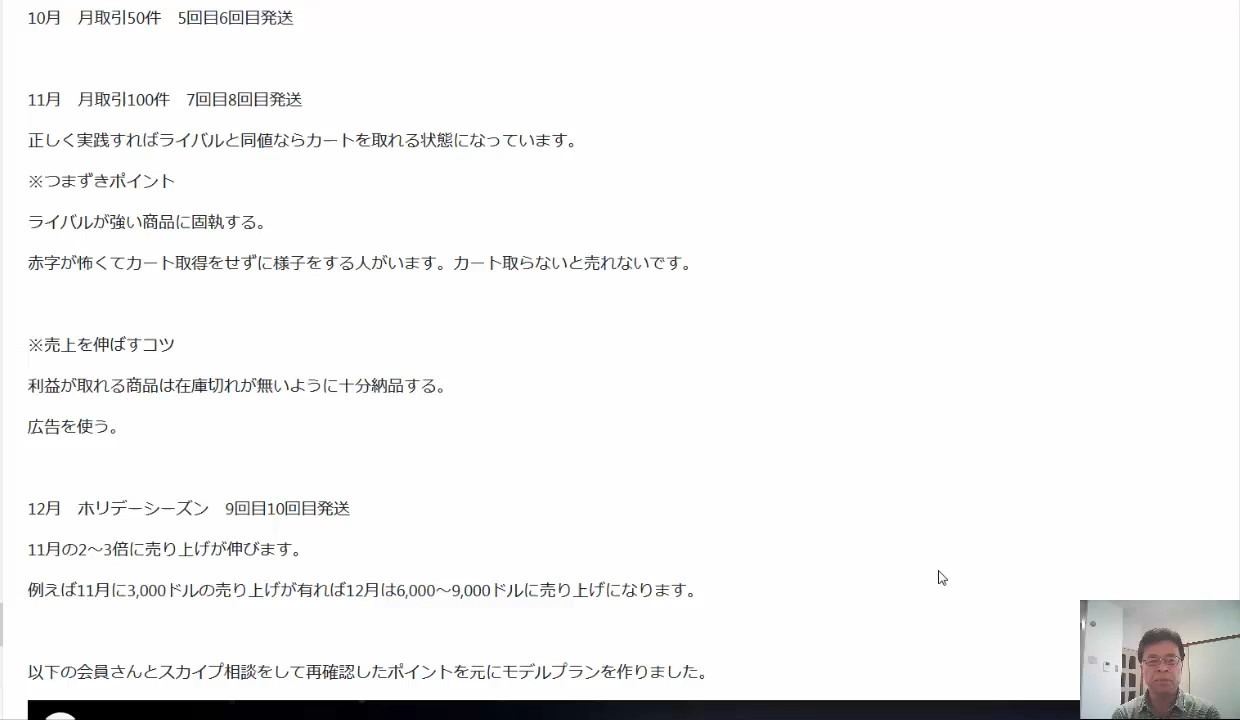 10月　月取引50件　5回目6回目発送
11月　月取引100件　7回目8回目発送
正しく実践すればライバルと同値ならカートを取れる状態になっています。
※つまずきポイント
ライバルが強い商品に固執する。
赤字が怖くてカート取得をせずに様子をする人がいます。カート取らないと売れないです。
※売上を伸ばすコツ
利益が取れる商品は在庫切れが無いように十分納品する。
広告を使う。
12月　ホリデーシーズン　9回目10回目発送
11月の2～3倍に売り上げが伸びます。
例えば11月に3,000ドルの売り上げが有れば12月は6,000～9,000ドルに売り上げになります。
以下の会員さんとスカイプ相談をして再確認したポイントを元にモデルプランを作りました。